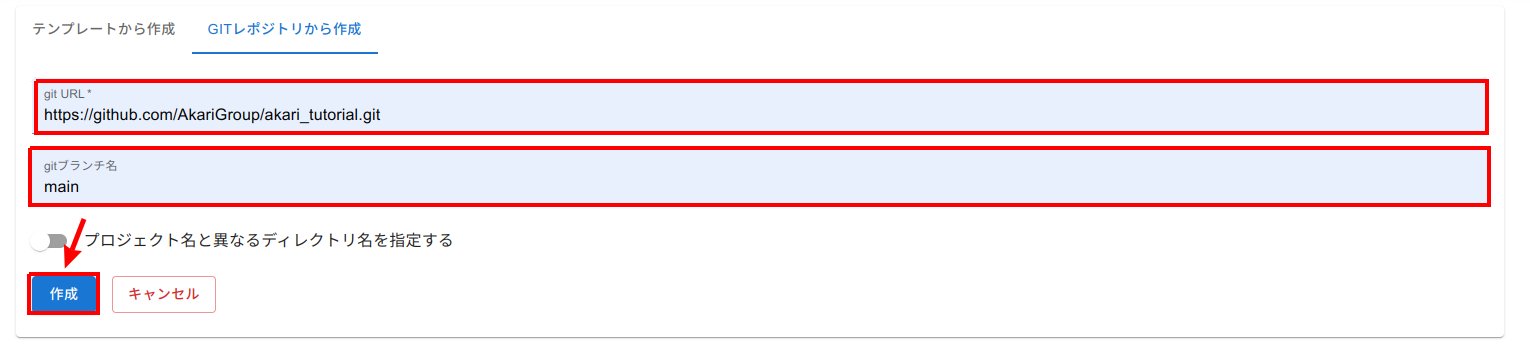 テンプレートから作成 GITレポジトリから作成
git URL *
https://github.com/AkariGroup/akari_tutorial.git
gitブランチ名
main
プロジェクト名と異なるディレクトリ名を指定する
作成 キャンセル